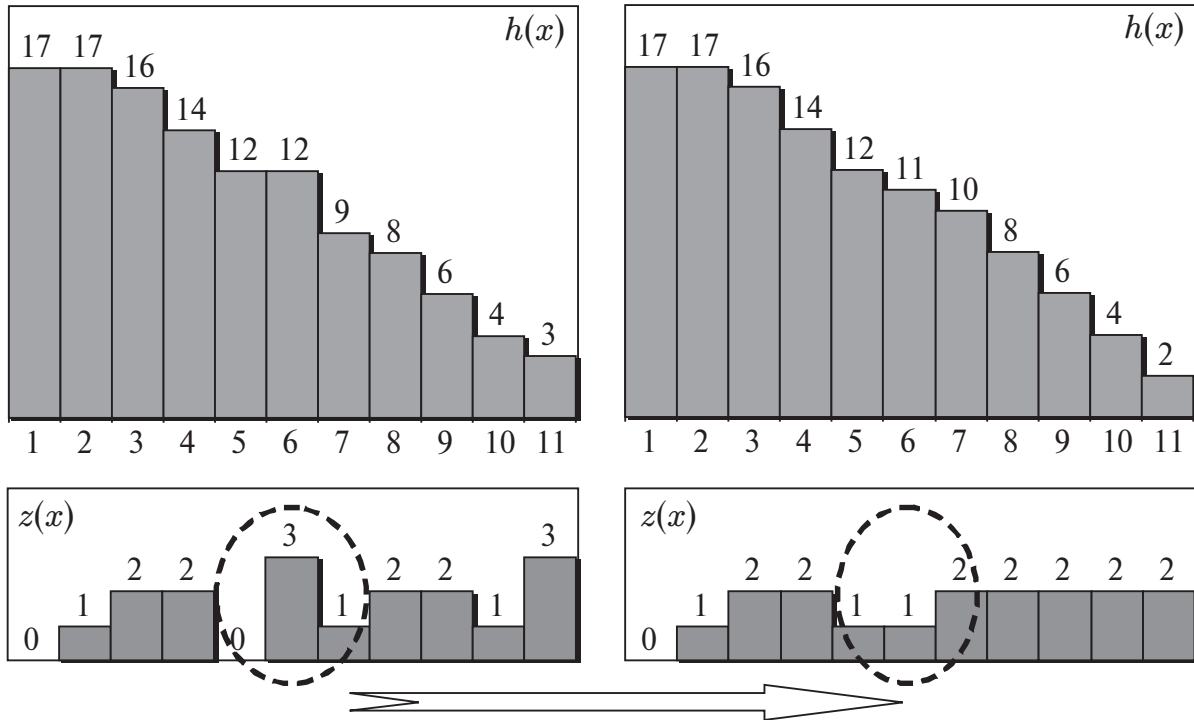 h(x)
17 17 16 14 12 12 9 8 6 4 3
1 2 3 4 5 6 7 8 9 10 11
z(x)
0 1 2 2 0 3 1 2 2 1 3
h(x)
17 17 16 14 12 11 10 8 6 4 2
1 2 3 4 5 6 7 8 9 10 11
z(x)
0 1 2 2 1 1 2 2 2 2 2